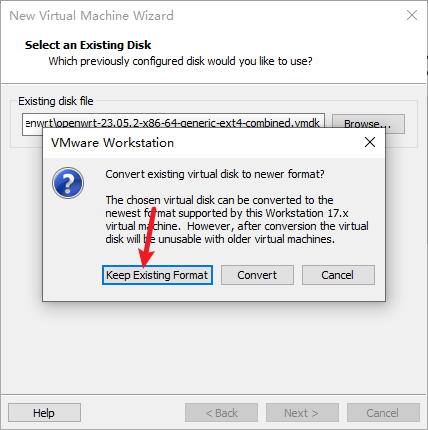 New Virtual Machine Wizard
Select an Existing Disk
Which previously configured disk would you like to use?
Existing disk file
enwrt\openwrt-23.05.2-x86-64-generic-ext4-combined.vmdk
Browse...
VMware Workstation
Convert existing virtual disk to newer format?
The chosen virtual disk can be converted to the
newest format supported by this Workstation 17.x
virtual machine. However, after conversion the virtual
disk will be unusable with older virtual machines.
Keep Existing Format
Convert
Cancel
Help
< Back
Next >
Cancel